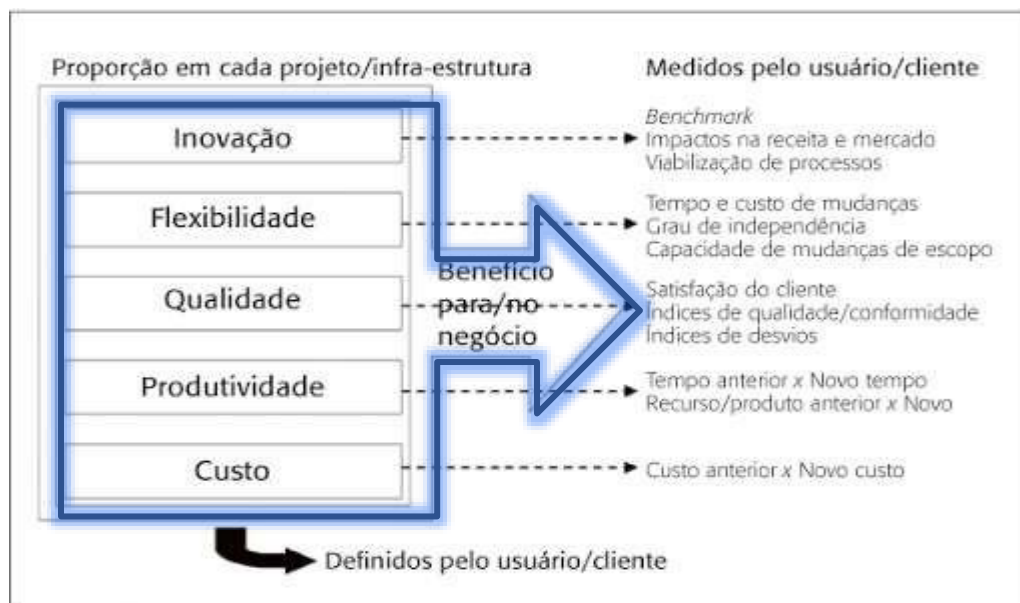 Proporção em cada projeto/infra-estrutura
Medidos pelo usuário/cliente
Inovação
Benchmark
Impactos na receita e mercado
Viabilização de processos
Flexibilidade
Tempo e custo de mudanças
Grau de independência
Capacidade de mudanças de escopo
Benefício
para/no
negócio
Qualidade
Satisfação do cliente
Índices de qualidade/conformidade
Índices de desvios
Produtividade
Tempo anterior x Novo tempo
Recurso/produto anterior x Novo
Custo
Custo anterior x Novo custo
Definidos pelo usuário/cliente